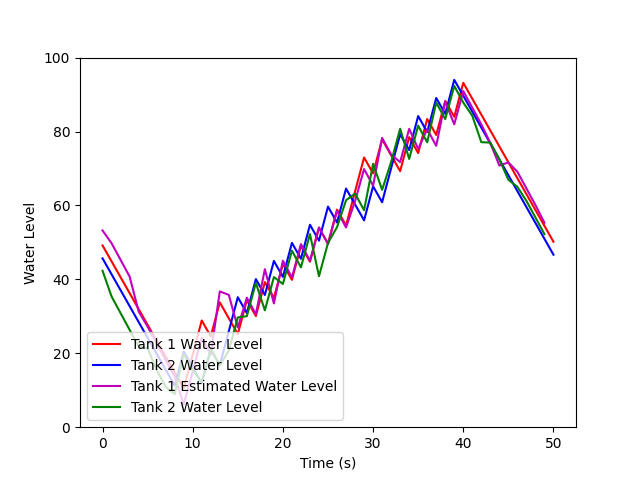 100
80
60
40
20
0
Water Level
Tank 1 Water Level
Tank 2 Water Level
Tank 1 Estimated Water Level
Tank 2 Water Level
0 10 20 30 40 50
Time (s)